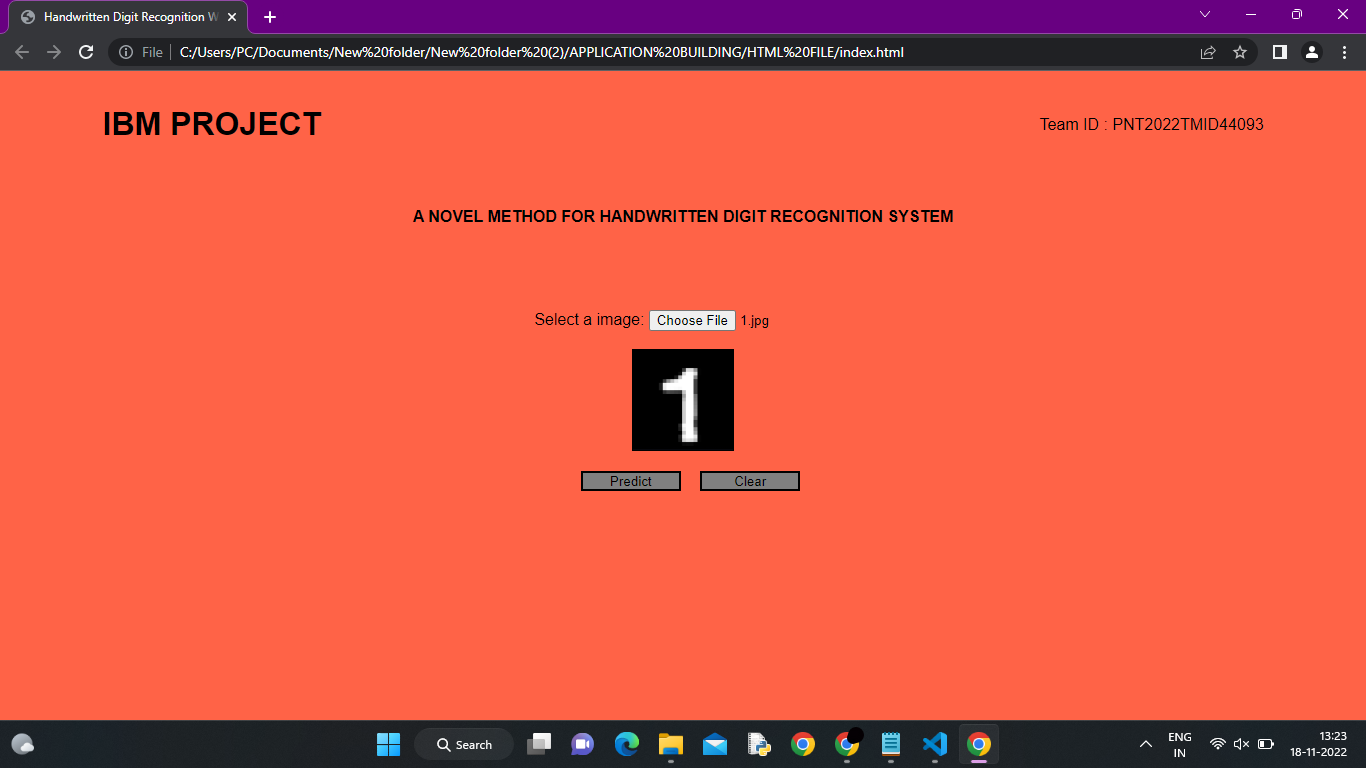 Handwritten Digit Recognition W
File
C:/Users/PC/Documents/New%20folder/New%20folder%20(2)/APPLICATION%20BUILDING/HTML%20FILE/index.html
IBM PROJECT
Team ID : PNT2022TMID44093
A NOVEL METHOD FOR HANDWRITTEN DIGIT RECOGNITION SYSTEM
Select a image: Choose File 1.jpg
1
Predict Clear
Search
ENG
IN
13:23
18-11-2022